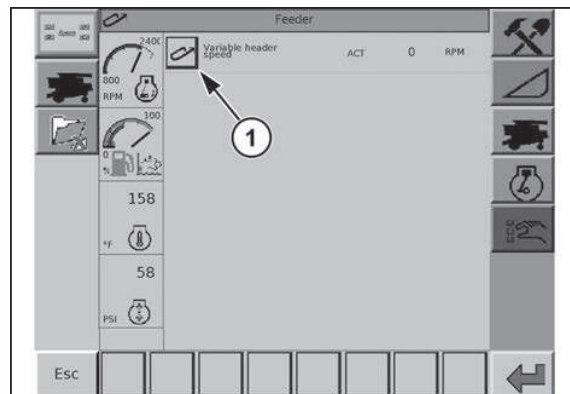 Feeder
2400
800
RPM
Variable header
speed
ACT 0 RPM
1
100
0
%
158
°F
58
PSI
Esc